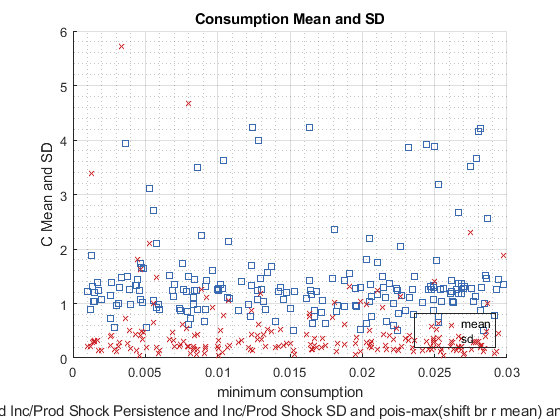 Consumption Mean and SD
6
5
4
3
2
1
0
C Mean and SD
mean
sd
0
0.005
0.01
0.015
0.02
0.025
0.03
minimum consumption
Inc/Prod Shock Persistence and Inc/Prod Shock SD and pois-max(shift br r mean)